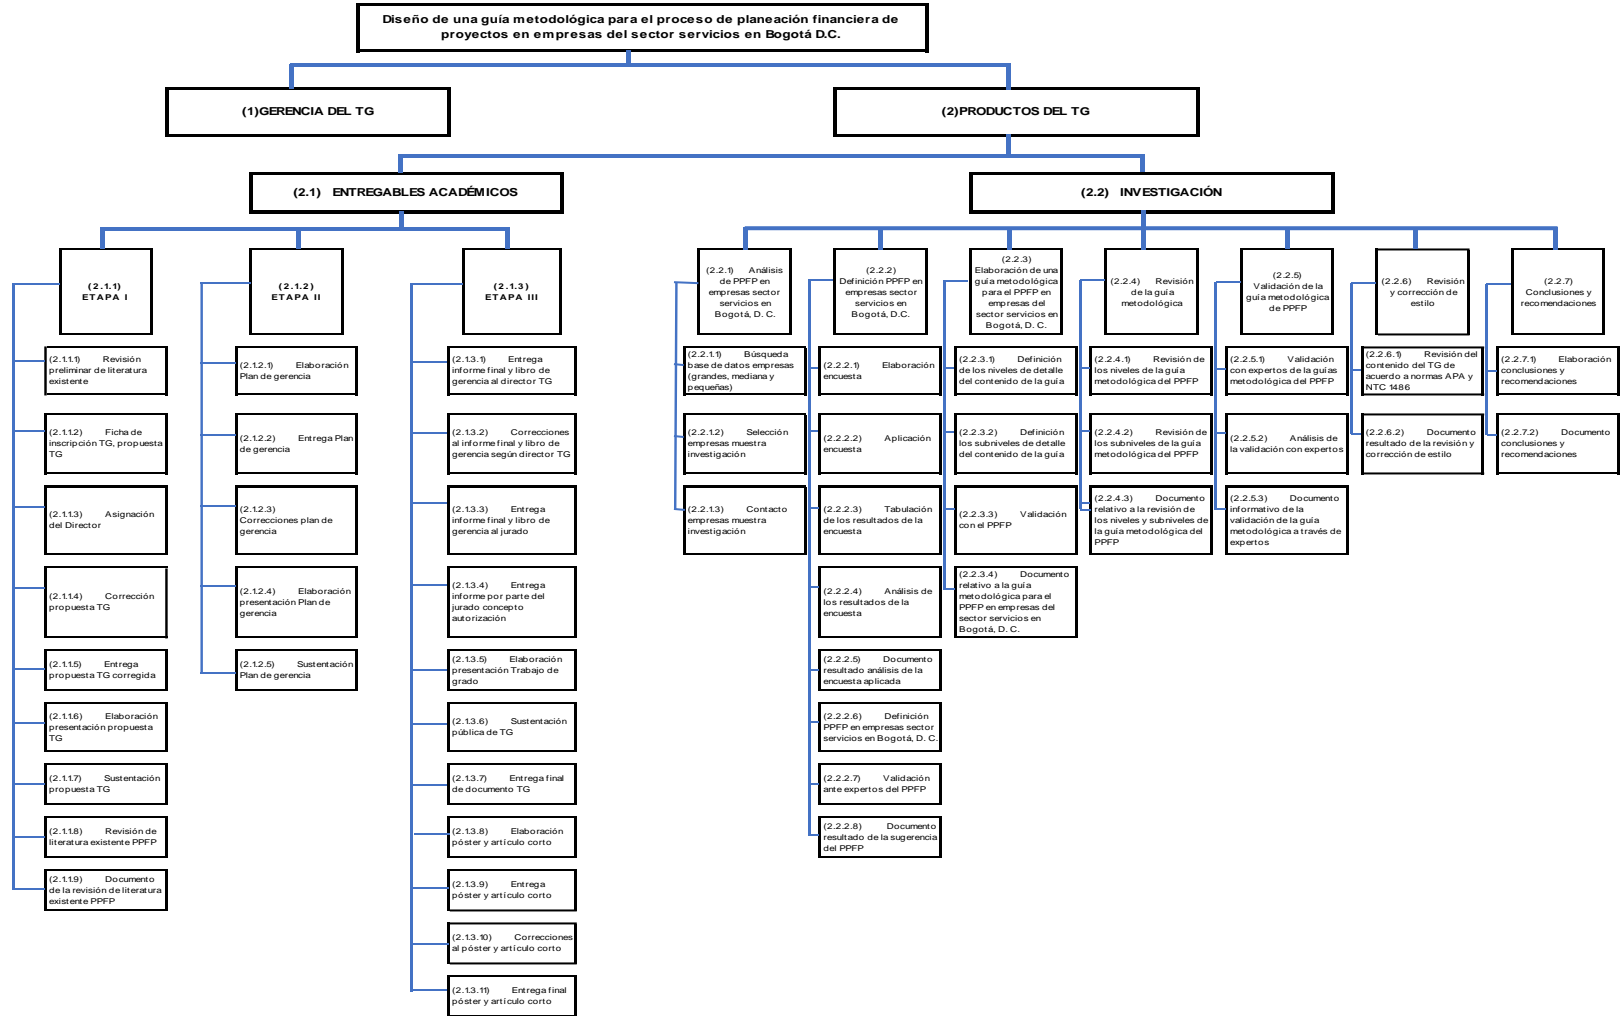 Diseño de una guía metodológica para el proceso de planeación financiera de
proyectos en empresas del sector servicios en Bogotá D.C.
(1)GERENCIA DEL TG
(2)PRODUCTOS DEL TG
(2.1) ENTREGABLES ACADÉMICOS
(2.2) INVESTIGACIÓN
(2.1.1)
ETAPA I
(2.1.1.1) Revisión
preliminar de literatura
existente
(2.1.1.2) Ficha de
inscripción TG, propuesta
TG
(2.1.1.3) Asignación
del Director
(2.1.1.4) Corrección
propuesta TG
(2.1.1.5) Entrega
propuesta TG corregida
(2.1.1.6) Elaboración
presentación propuesta
TG
(2.1.1.7) Sustentación
propuesta TG
(2.1.1.8) Revisión de
literatura existente PPFP
(2.1.1.9) Documento
de la revisión de literatura
existente PPFP
(2.1.2)
ETAPA II
(2.1.2.1) Elaboración
Plan de gerencia
(2.1.2.2) Entrega Plan
de gerencia
(2.1.2.3)
Correcciones plan de
gerencia
(2.1.2.4) Elaboración
presentación Plan de
gerencia
(2.1.2.5) Sustentación
Plan de gerencia
(2.1.3)
ETAPA III
(2.1.3.1) Entrega
informe final y libro de
gerencia al director TG
(2.1.3.2) Correcciones
al informe final y libro de
gerencia según director TG
(2.1.3.3) Entrega
informe final y libro de
gerencia al jurado
(2.1.3.4) Entrega
informe por parte del
jurado concepto
autorización
(2.1.3.5) Elaboración
presentación Trabajo de
grado
(2.1.3.6) Sustentación
pública de TG
(2.1.3.7) Entrega final
de documento TG
(2.1.3.8) Elaboración
póster y artículo corto
(2.1.3.9) Entrega
póster y artículo corto
(2.1.3.10) Correcciones
al póster y artículo corto
(2.1.3.11) Entrega final
póster y artículo corto
(2.2.1) Análisis
de PPFP en
empresas sector
servicios en
Bogotá, D. C.
(2.2.1.1) Búsqueda
base de datos empresas
(grandes, mediana y
pequeñas)
(2.2.1.2) Selección
empresas muestra
investigación
(2.2.1.3) Contacto
empresas muestra
investigación
(2.2.2)
Definición PPFP en
empresas sector
servicios en
Bogotá, D.C.
(2.2.2.1) Elaboración
encuesta
(2.2.2.2) Aplicación
encuesta
(2.2.2.3) Tabulación
de los resultados de la
encuesta
(2.2.2.4) Análisis de
los resultados de la
encuesta
(2.2.2.5) Documento
resultado análisis de la
encuesta aplicada
(2.2.2.6) Definición
PPFP en empresas sector
servicios en Bogotá, D. C.
(2.2.2.7) Validación
ante expertos del PPFP
(2.2.2.8) Documento
resultado de la sugerencia
del PPFP
(2.2.3)
Elaboración de una
guía metodológica
para el PPFP en
empresas del
sector servicios en
Bogotá, D. C.
(2.2.3.1) Definición
de los niveles de detalle
del contenido de la guía
(2.2.3.2) Definición
los subniveles de detalle
del contenido de la guía
(2.2.3.3) Validación
con el PPFP
(2.2.3.4) Documento
relativo a la guía
metodológica para el
PPFP en empresas del
sector servicios en
Bogotá, D. C.
(2.2.4) Revisión
de la guía
metodológica
(2.2.4.1) Revisión de
los niveles de la guía
metodológica del PPFP
(2.2.4.2) Revisión de
los subniveles de la guía
metodológica del PPFP
(2.2.4.3) Documento
relativo a la revisión de
los niveles y subniveles de
la guía metodológica del
PPFP
(2.2.5)
Validación de la
guía metodológica
de PPFP
(2.2.5.1) Validación
con expertos de la guías
metodológica del PPFP
(2.2.5.2) Análisis de
la validación con expertos
(2.2.5.3) Documento
informativo de la
validación de la guía
metodológica a través de
expertos
(2.2.6) Revisión
y corrección de
estilo
(2.2.6.1) Revisión del
contenido del TG de
acuerdo a normas APA y
NTC 1486
(2.2.6.2) Documento
resultado de la revisión y
corrección de estilo
(2.2.7)
Conclusiones y
recomendaciones
(2.2.7.1) Elaboración
conclusiones y
recomendaciones
(2.2.7.2) Documento
conclusiones y
recomendaciones